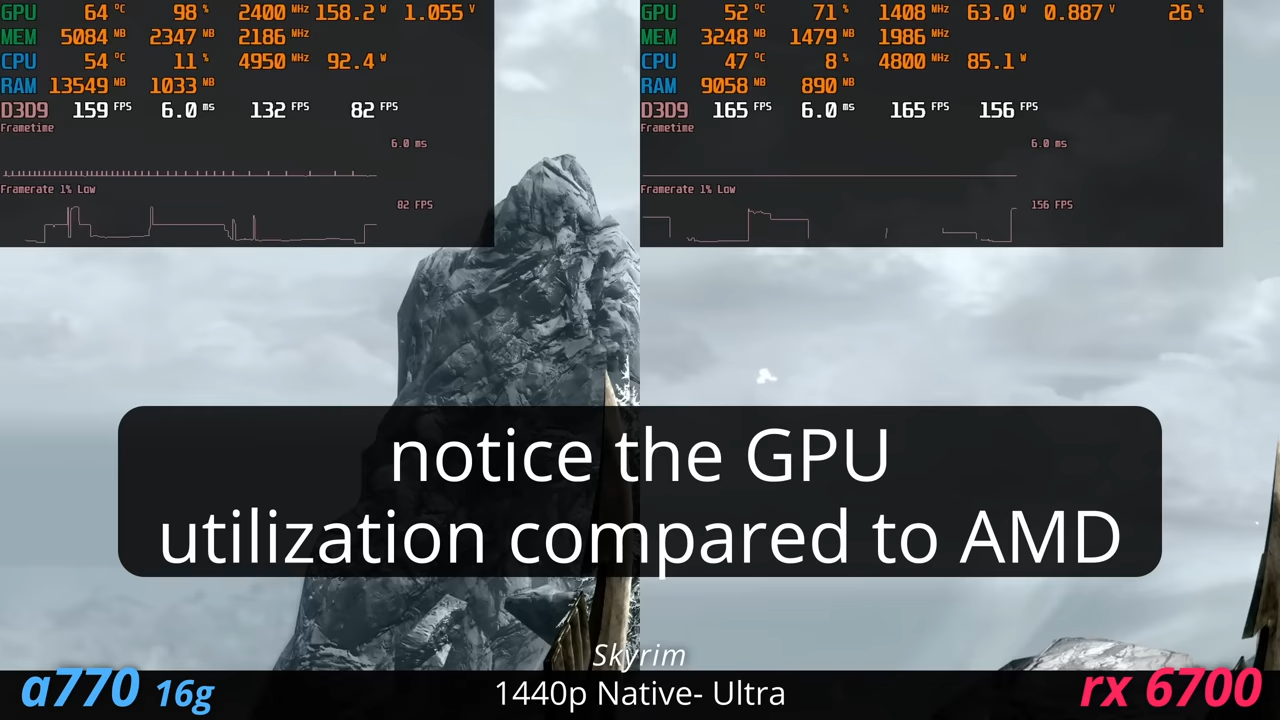 GPU 64 °C 98 % 2400 MHz 158.2 W 1.055 V
MEM 5084 MB 2347 MB 2186 MHz
CPU 54 °C 11 % 4950 MHz 92.4 W
RAM 13549 MB 1033 MB
D3D9 159 FPS 6.0 ms 132 FPS 82 FPS
Frametime
6.0 ms
Framerate 1% Low
82 FPS
GPU 52 °C 71 % 1408 MHz 63.0 W 0.887 V 26 %
MEM 3248 MB 1479 MB 1986 MHz
CPU 47 °C 8 % 4800 MHz 85.1 W
RAM 9058 MB 890 MB
D3D9 165 FPS 6.0 ms 165 FPS 156 FPS
Frametime
6.0 ms
Framerate 1% Low
156 FPS
notice the GPU
utilization compared to AMD
Skyrim
a770 16g
1440p Native- Ultra
rx 6700